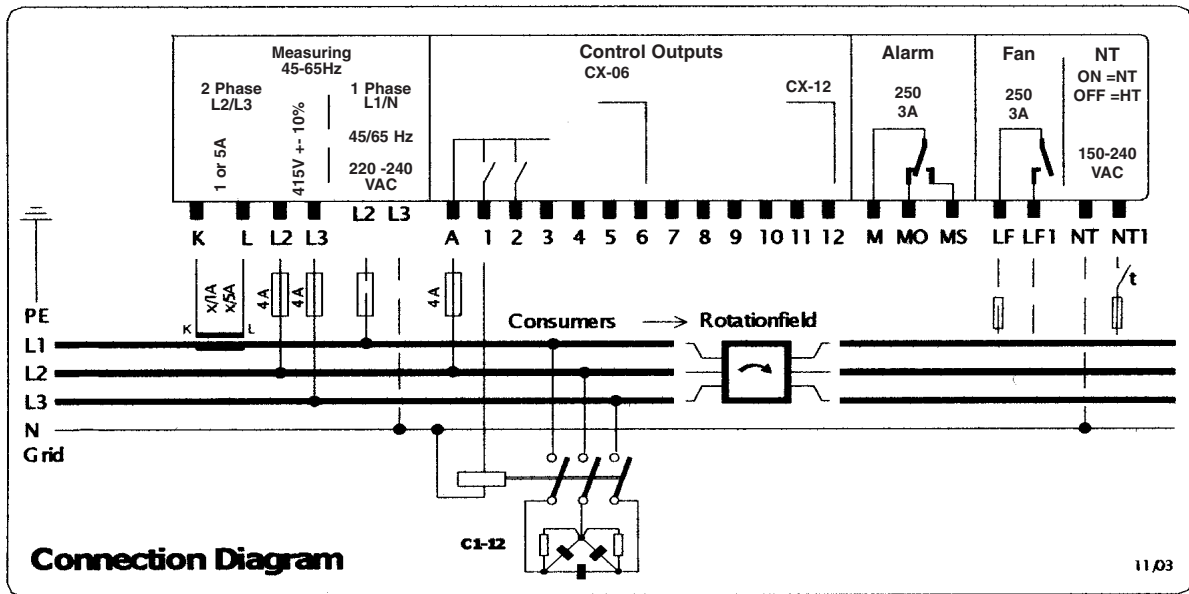 Measuring
45-65Hz
2 Phase
L2/L3
1 Phase
L1/N
1 or 5A
415V +- 10%
45/65 Hz
220 -240
VAC
Control Outputs
CX-06
CX-12
Alarm
250
3A
Fan
250
3A
NT
ON =NT
OFF =HT
150-240
VAC
K L L2 L3 L2 L3 A 1 2 3 4 5 6 7 8 9 10 11 12 M MO MS LF LF1 NT NT1
X/1A
X/5A
4A
4A
4A
t
K L
PE
L1
L2
L3
N
Grid
Consumers → Rotationfield
C1-12
Connection Diagram
11/03